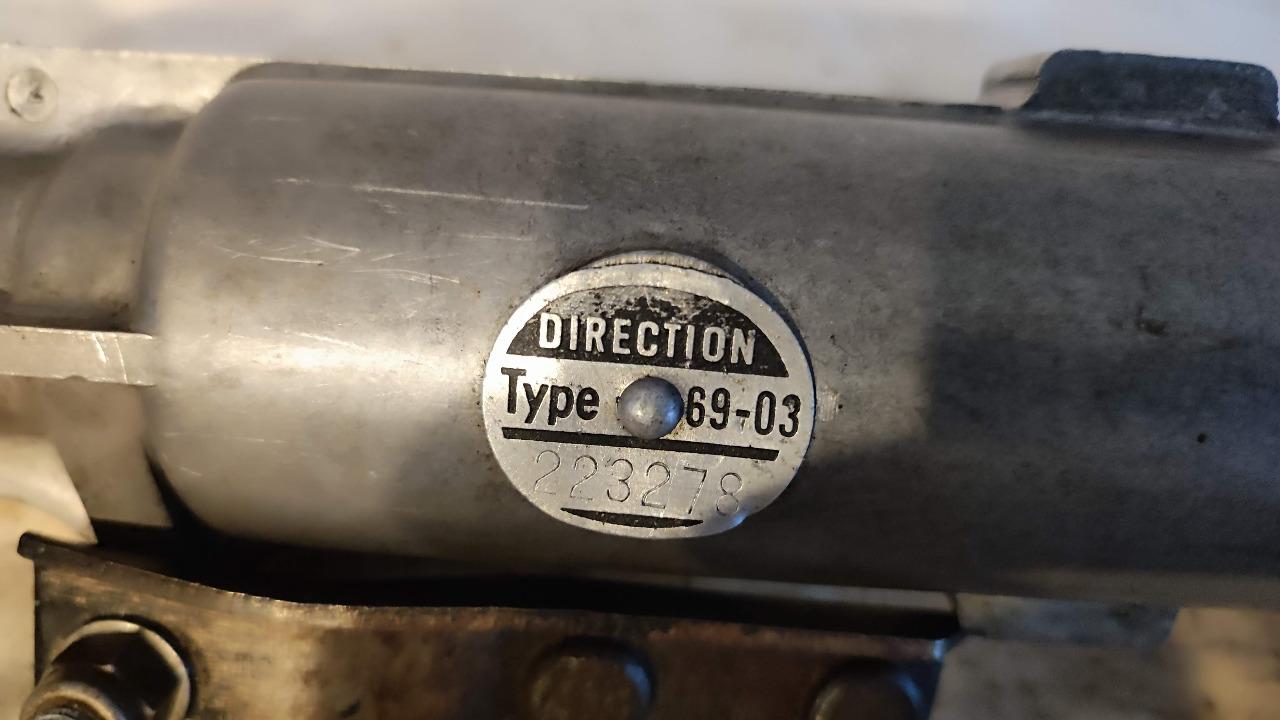 DIRECTION
Type 69-03
223278